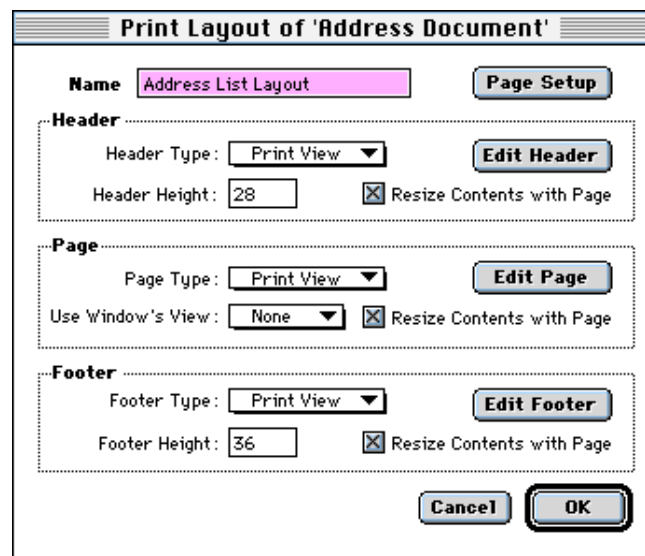 Print Layout of 'Address Document'
Name Address List Layout Page Setup
Header
Header Type: Print View Edit Header
Header Height: 28 Resize Contents with Page
Page
Page Type: Print View Edit Page
Use Window's View: None Resize Contents with Page
Footer
Footer Type: Print View Edit Footer
Footer Height: 36 Resize Contents with Page
Cancel OK